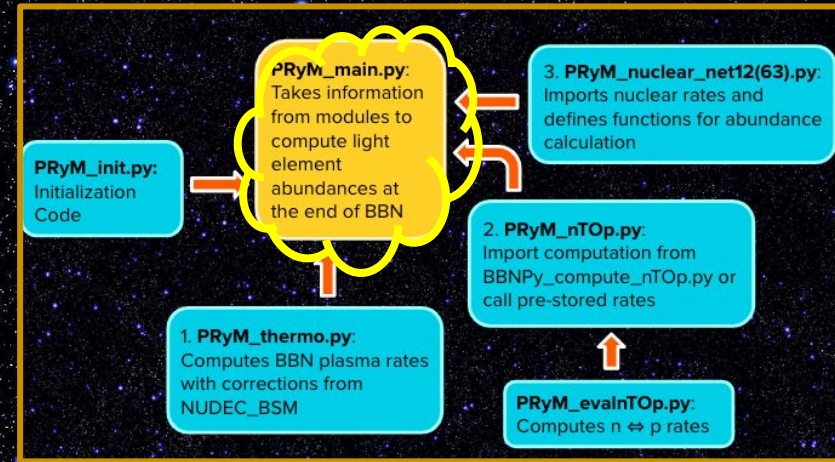 PRyM_main.py:
Takes information
from modules to
compute light
element
abundances at
the end of BBN
3. PRyM_nuclear_net12(63).py:
Imports nuclear rates and
defines functions for abundance
calculation
PRyM_init.py:
Initialization
Code
2. PRyM_nTOp.py:
Import computation from
BBNPy_compute_nTOp.py or
call pre-stored rates
1. PRyM_thermo.py:
Computes BBN plasma rates
with corrections from
NUDEC_BSM
PRyM_evalnTOp.py:
Computes n ⇔ p rates